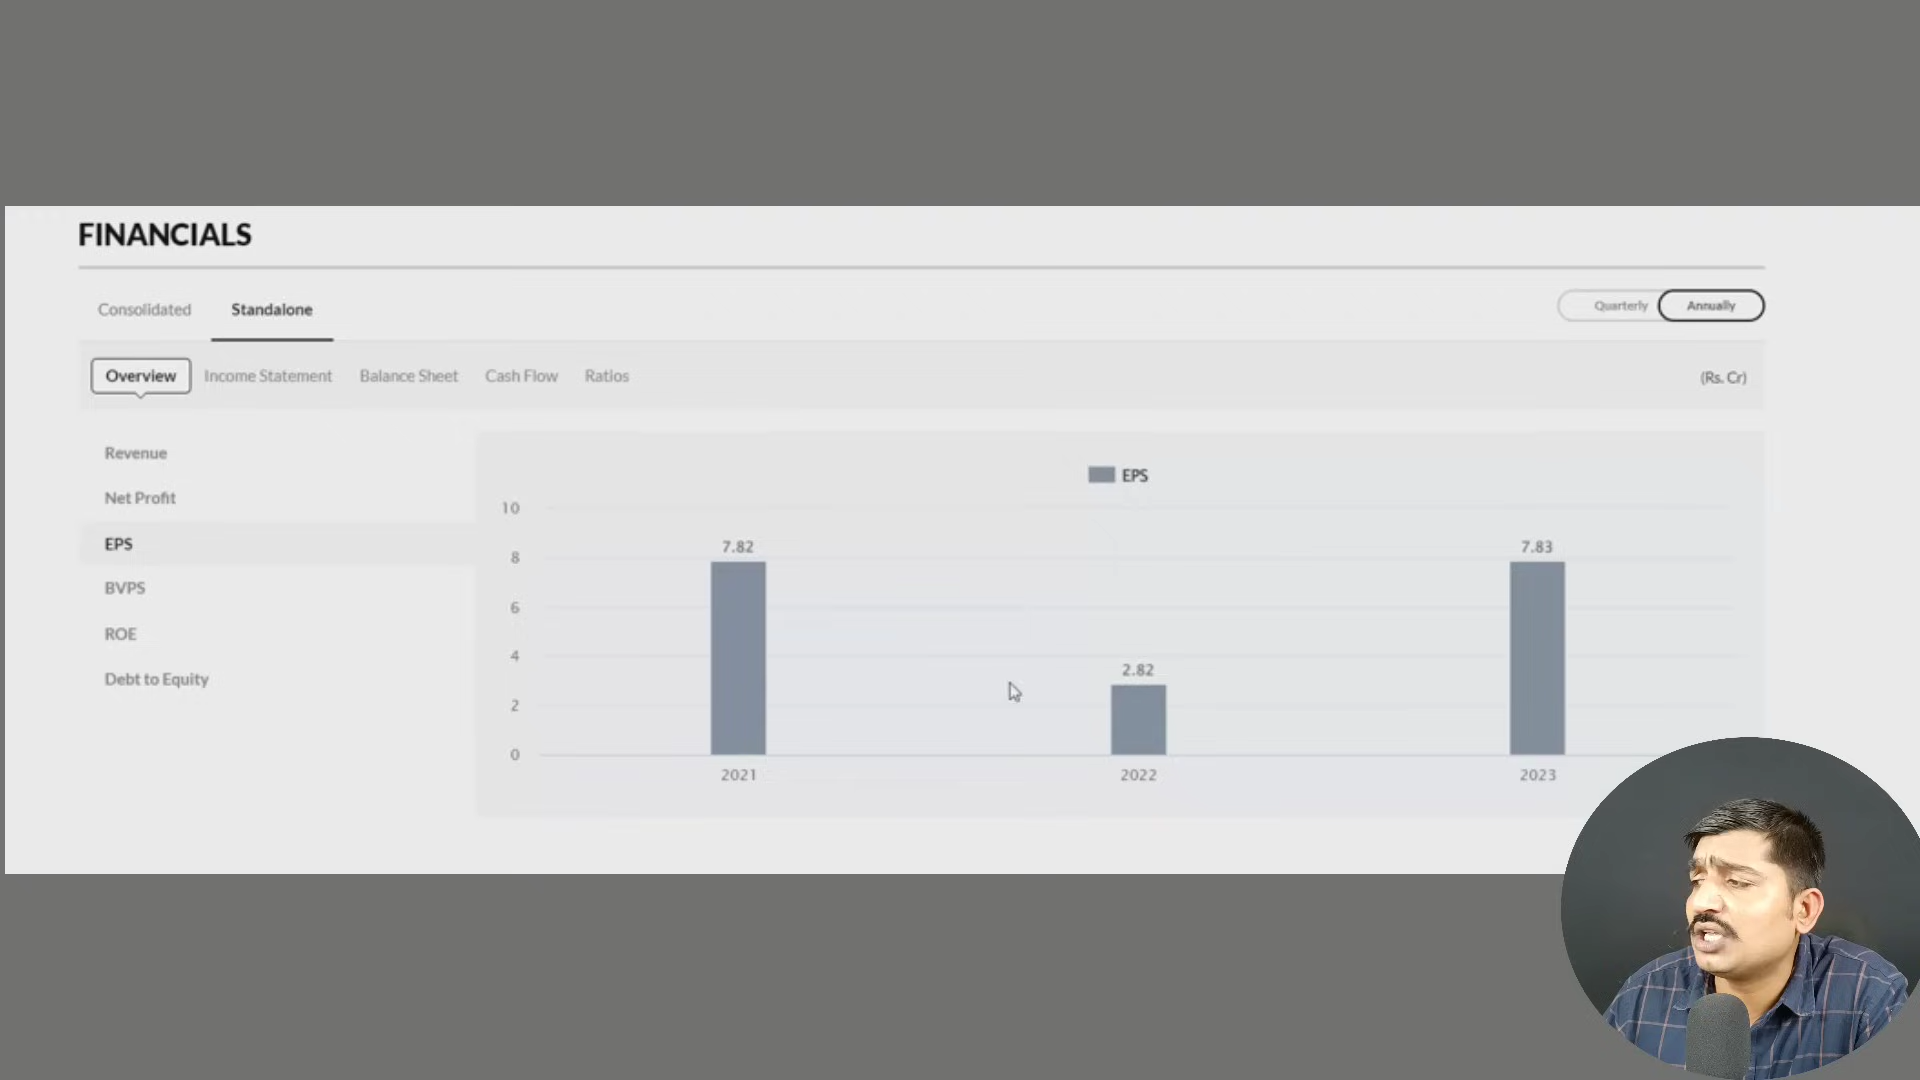 FINANCIALS
Consolidated Standalone
Quarterly Annually
Overview Income Statement Balance Sheet Cash Flow Ratios
(Rs. Cr)
Revenue
Net Profit
EPS
BVPS
ROE
Debt to Equity
EPS
10
8
6
4
2
0
7.82
2.82
7.83
2021 2022 2023